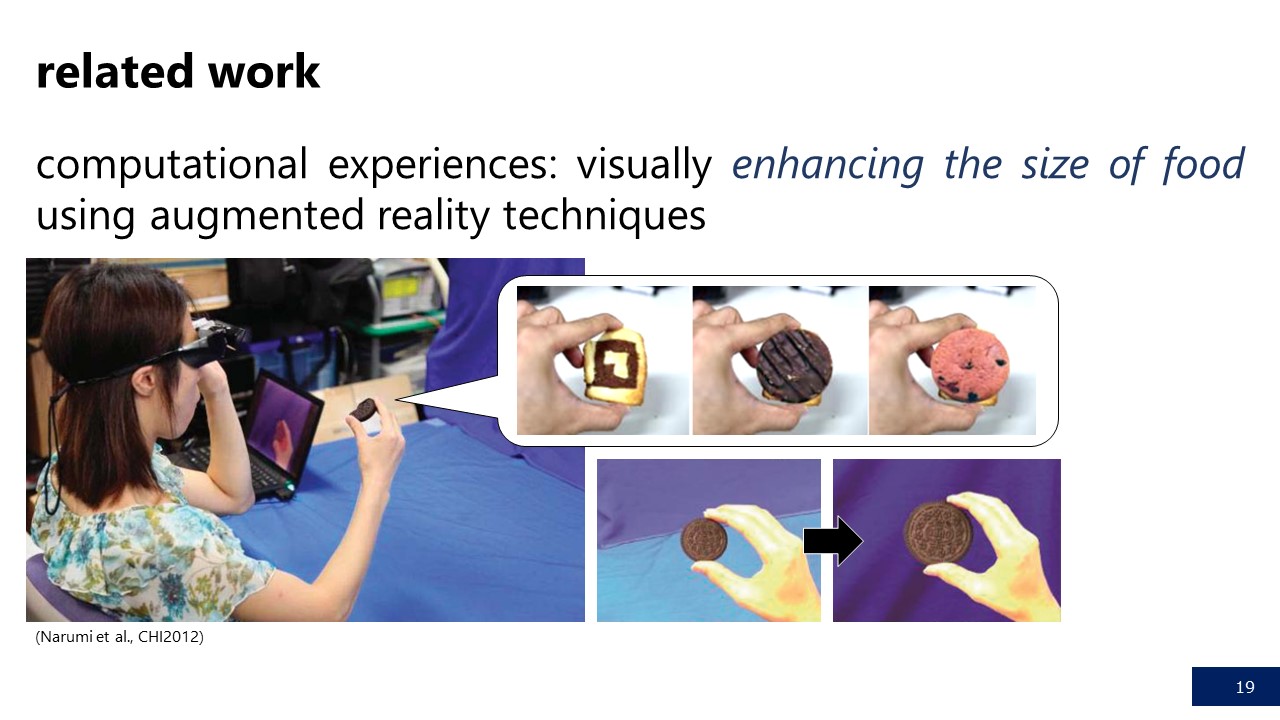 related work
computational experiences: visually enhancing the size of food
using augmented reality techniques
(Narumi et al., CHI2012)
19